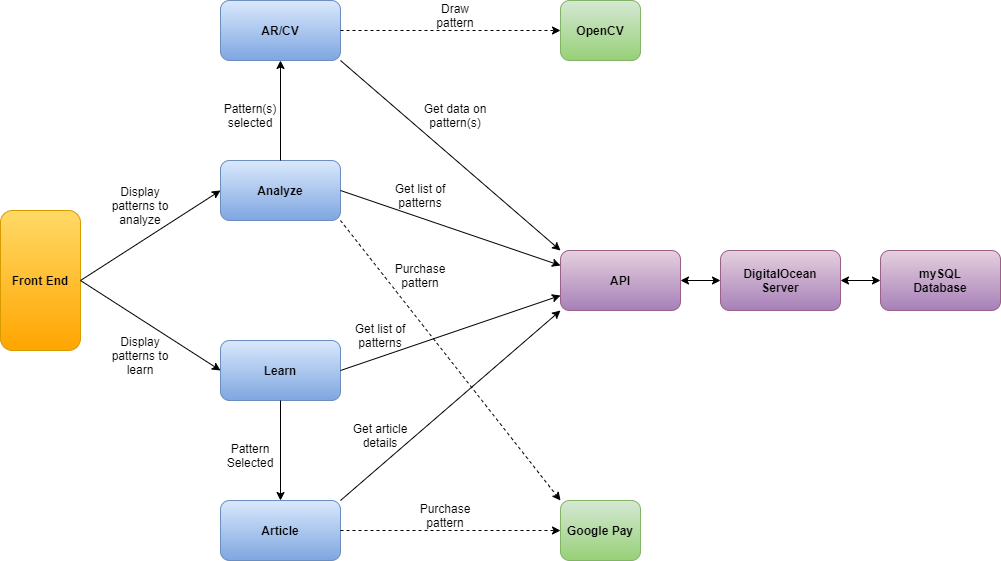 AR/CV
Draw
pattern
OpenCV
Pattern(s)
selected
Get data on
pattern(s)
Display
patterns to
analyze
Analyze
Get list of
patterns
Front End
Purchase
pattern
API
DigitalOcean
Server
mySQL
Database
Display
patterns to
learn
Learn
Get list of
patterns
Pattern
Selected
Get article
details
Article
Purchase
pattern
Google Pay